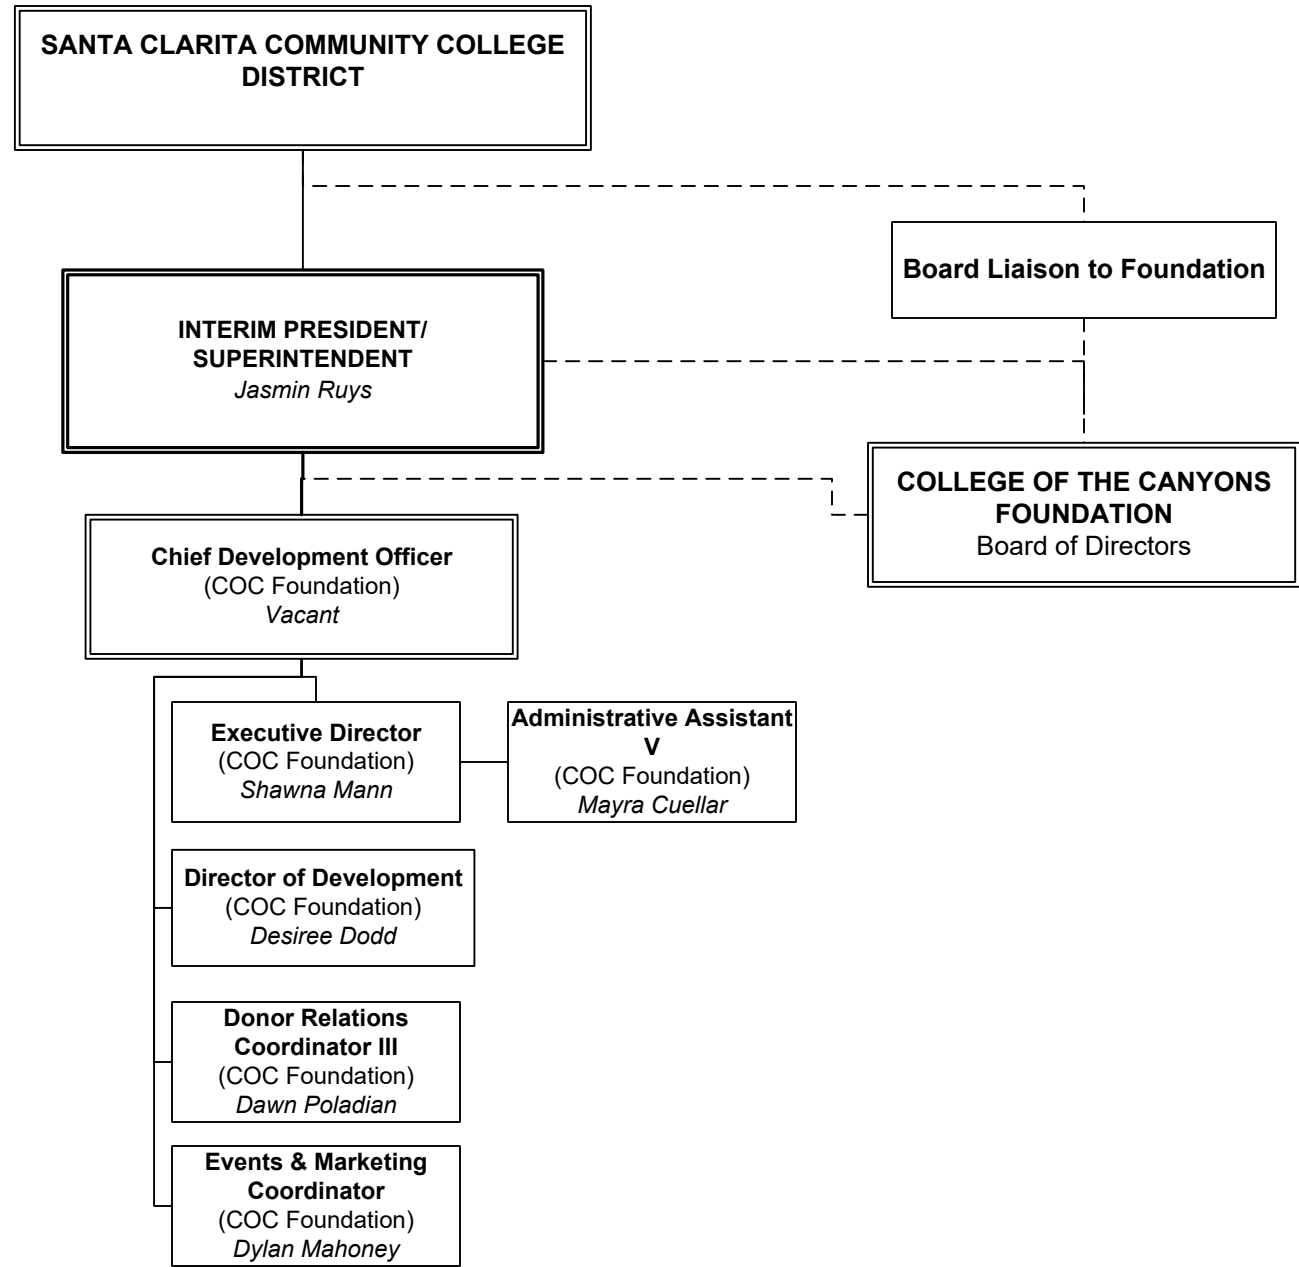 SANTA CLARITA COMMUNITY COLLEGE
DISTRICT
Board Liaison to Foundation
INTERIM PRESIDENT/
SUPERINTENDENT
Jasmin Ruys
COLLEGE OF THE CANYONS
FOUNDATION
Board of Directors
Chief Development Officer
(COC Foundation)
Vacant
Executive Director
(COC Foundation)
Shawna Mann
Administrative Assistant
V
(COC Foundation)
Mayra Cuellar
Director of Development
(COC Foundation)
Desiree Dodd
Donor Relations
Coordinator III
(COC Foundation)
Dawn Poladian
Events & Marketing
Coordinator
(COC Foundation)
Dylan Mahoney